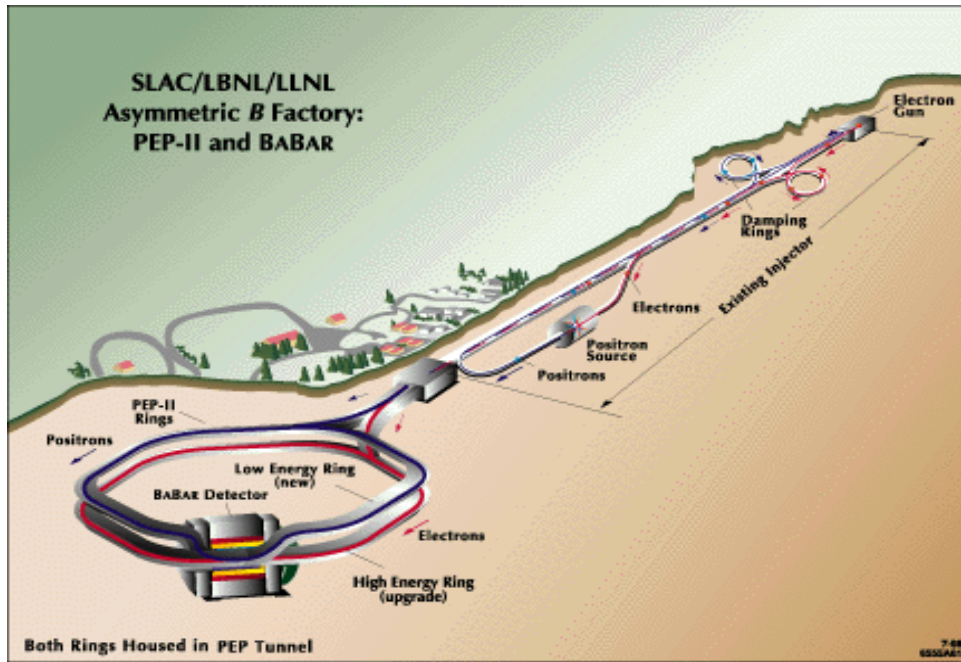 SLAC/LBNL/LLNL
Asymmetric B Factory:
PEP-II and BABAR
Electron
Gun
Damping
Rings
Existing Injector
Electrons
Positron
Source
Positrons
PEP-II
Rings
Positrons
Low Energy Ring
(new)
BABAR Detector
Electrons
High Energy Ring
(upgrade)
Both Rings Housed in PEP Tunnel